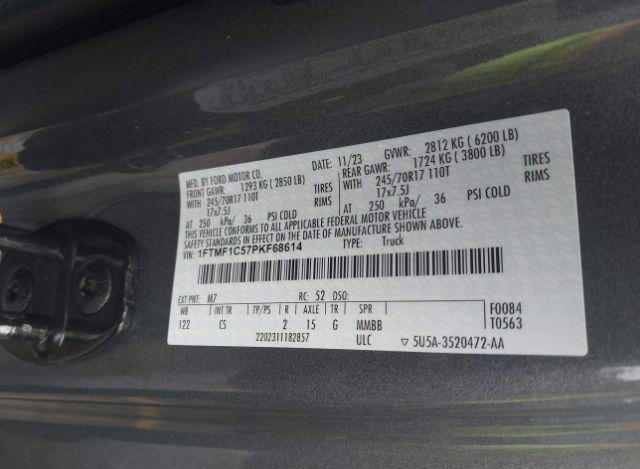 MFD. BY FORD MOTOR CO.
DATE: 11/23 GVWR: 2812 KG ( 6200 LB)
FRONT GAWR: 1293 KG ( 2850 LB) REAR GAWR: 1724 KG ( 3800 LB)
WITH 245/70R17 110T TIRES WITH 245/70R17 110T TIRES
17x7.5J RIMS 17x7.5J RIMS
AT 250 kPa/ 36 PSI COLD AT 250 kPa/ 36 PSI COLD
THIS VEHICLE CONFORMS TO ALL APPLICABLE FEDERAL MOTOR VEHICLE
SAFETY STANDARDS IN EFFECT ON THE DATE OF MANUFACTURE SHOWN ABOVE.
VIN: 1FTMF1C57PKF68614 TYPE: Truck
EXT PNT: M7 RC: 52 DSO:
WB INT TR TP/PS R AXLE TR SPR
122 CS 2 15 G MMBB
F0084
T0563
2202311182857 ULC
5U5A-3520472-AA